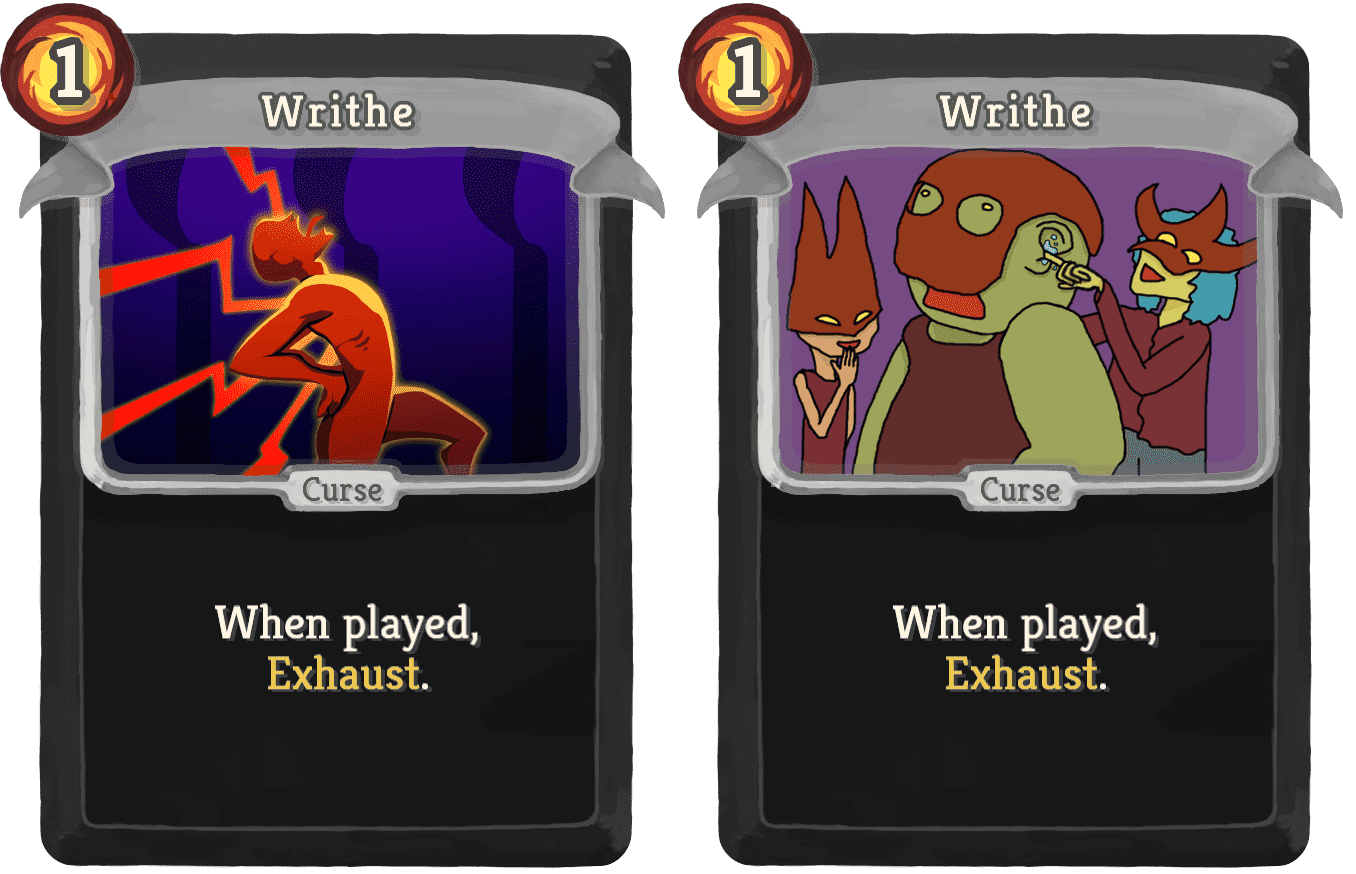 1
Writhe
Curse
When played,
Exhaust.
1
Writhe
Curse
When played,
Exhaust.